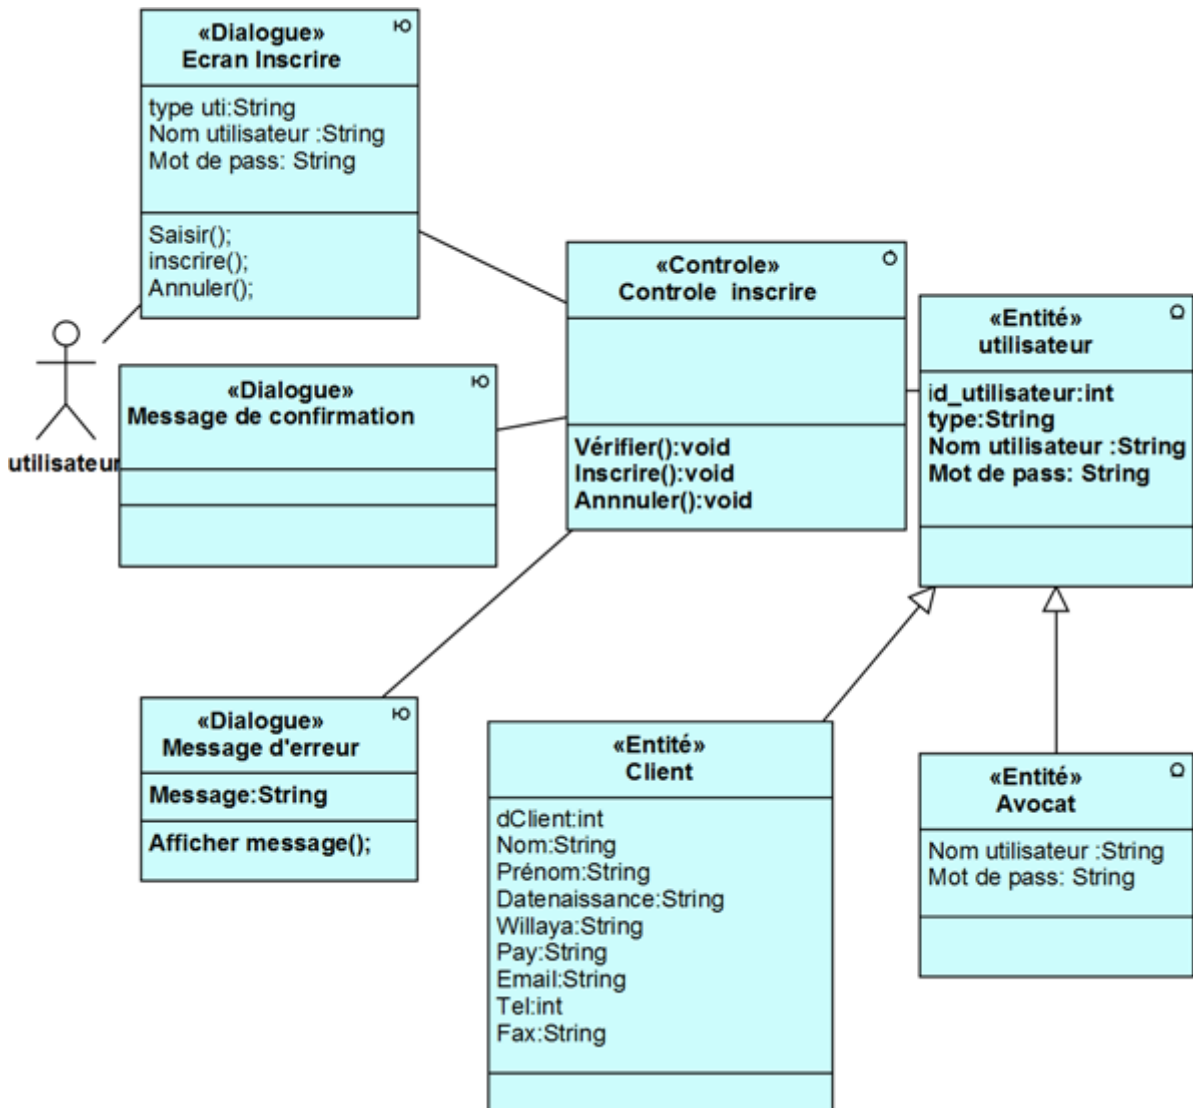 «Dialogue»
Ecran Inscrire
type uti:String
Nom utilisateur :String
Mot de pass: String
Saisir();
inscrire();
Annuler();
utilisateur
«Dialogue»
Message de confirmation
«Controle»
Controle inscrire
Vérifier():void
Inscrire():void
Annnuler():void
«Entité»
utilisateur
id_utilisateur:int
type:String
Nom utilisateur :String
Mot de pass: String
«Dialogue»
Message d'erreur
Message:String
Afficher message();
«Entité»
Client
dClient:int
Nom:String
Prénom:String
Datenaissance:String
Willaya:String
Pay:String
Email:String
Tel:int
Fax:String
«Entité»
Avocat
Nom utilisateur :String
Mot de pass: String